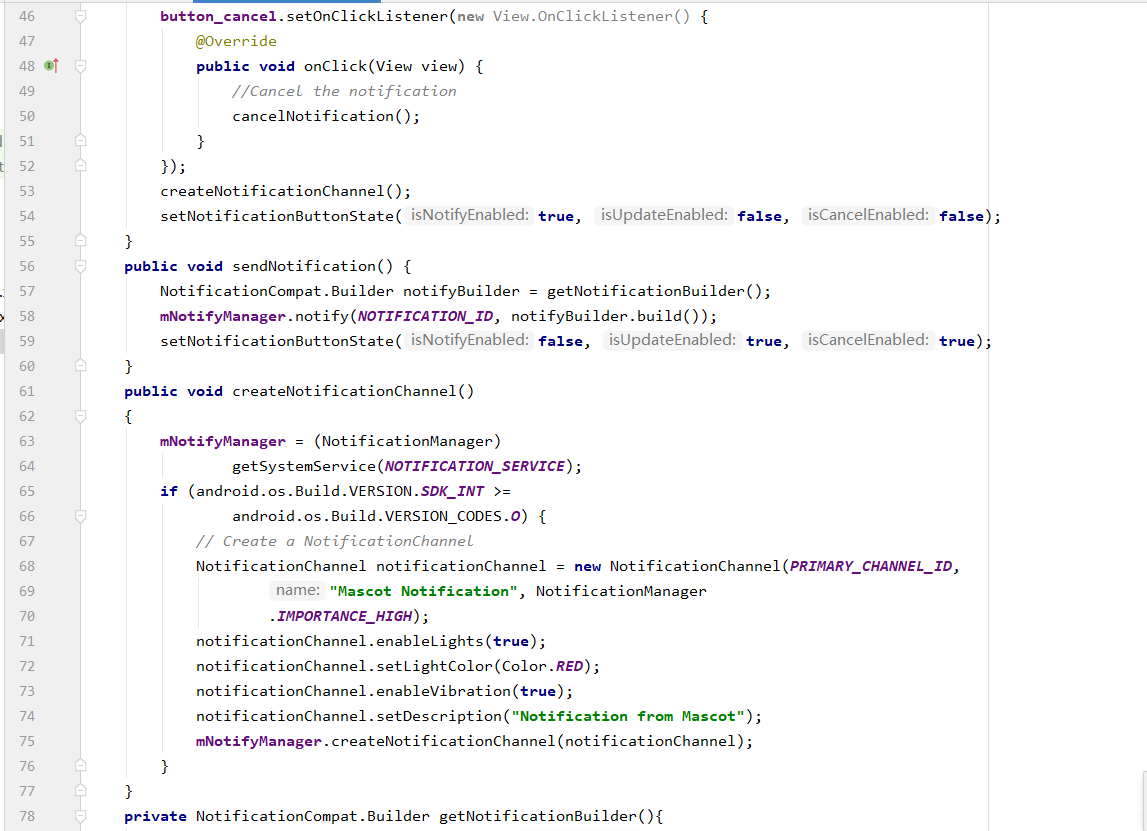 46 button_cancel.setOnClickListener(new View.OnClickListener() {
47 @Override
48 public void onClick(View view) {
49 //Cancel the notification
50 cancelNotification();
51 }
52 });
53 createNotificationChannel();
54 setNotificationButtonState( isNotifyEnabled: true, isUpdateEnabled: false, isCancelEnabled: false);
55 }
56 public void sendNotification() {
57 NotificationCompat.Builder notifyBuilder = getNotificationBuilder();
58 mNotifyManager.notify(NOTIFICATION_ID, notifyBuilder.build());
59 setNotificationButtonState( isNotifyEnabled: false, isUpdateEnabled: true, isCancelEnabled: true);
60 }
61 public void createNotificationChannel()
62 {
63 mNotifyManager = (NotificationManager)
64 getSystemService(NOTIFICATION_SERVICE);
65 if (android.os.Build.VERSION.SDK_INT >=
66 android.os.Build.VERSION_CODES.O) {
67 // Create a NotificationChannel
68 NotificationChannel notificationChannel = new NotificationChannel(PRIMARY_CHANNEL_ID,
69 name: "Mascot Notification", NotificationManager
70 .IMPORTANCE_HIGH);
71 notificationChannel.enableLights(true);
72 notificationChannel.setLightColor(Color.RED);
73 notificationChannel.enableVibration(true);
74 notificationChannel.setDescription("Notification from Mascot");
75 mNotifyManager.createNotificationChannel(notificationChannel);
76 }
77 }
78 private NotificationCompat.Builder getNotificationBuilder(){